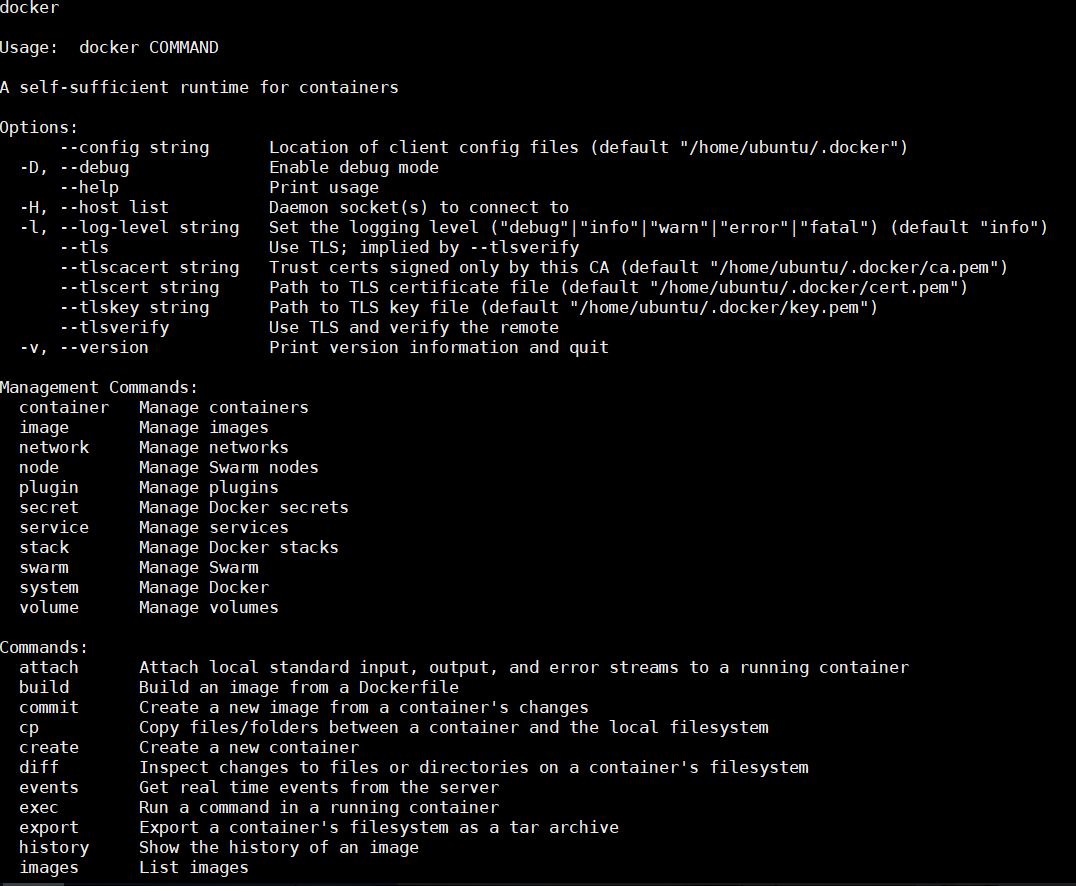 docker
Usage:  docker COMMAND
A self-sufficient runtime for containers
Options:
      --config string      Location of client config files (default "/home/ubuntu/.docker")
  -D, --debug              Enable debug mode
      --help               Print usage
  -H, --host list          Daemon socket(s) to connect to
  -l, --log-level string   Set the logging level ("debug"|"info"|"warn"|"error"|"fatal") (default "info")
      --tls                Use TLS; implied by --tlsverify
      --tlscacert string   Trust certs signed only by this CA (default "/home/ubuntu/.docker/ca.pem")
      --tlscert string     Path to TLS certificate file (default "/home/ubuntu/.docker/cert.pem")
      --tlskey string      Path to TLS key file (default "/home/ubuntu/.docker/key.pem")
      --tlsverify          Use TLS and verify the remote
  -v, --version            Print version information and quit
Management Commands:
  container   Manage containers
  image       Manage images
  network     Manage networks
  node        Manage Swarm nodes
  plugin      Manage plugins
  secret      Manage Docker secrets
  service     Manage services
  stack       Manage Docker stacks
  swarm       Manage Swarm
  system      Manage Docker
  volume      Manage volumes
Commands:
  attach      Attach local standard input, output, and error streams to a running container
  build       Build an image from a Dockerfile
  commit      Create a new image from a container's changes
  cp          Copy files/folders between a container and the local filesystem
  create      Create a new container
  diff        Inspect changes to files or directories on a container's filesystem
  events      Get real time events from the server
  exec        Run a command in a running container
  export      Export a container's filesystem as a tar archive
  history     Show the history of an image
  images      List images